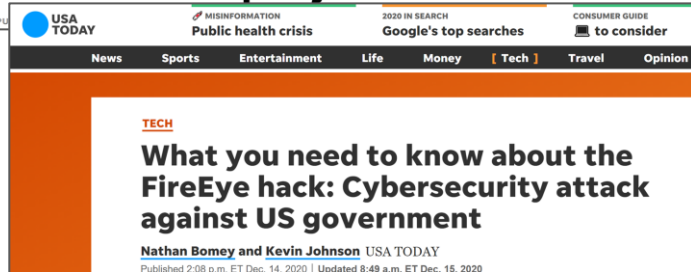 USA TODAY
MISINFORMATION
Public health crisis
2020 IN SEARCH
Google's top searches
CONSUMER GUIDE
to consider
News Sports Entertainment Life Money [ Tech ] Travel Opinion
TECH
What you need to know about the
FireEye hack: Cybersecurity attack
against US government
Nathan Bomey and Kevin Johnson USA TODAY
Published 2:08 p.m. ET Dec. 14, 2020 | Updated 8:49 a.m. ET Dec. 15, 2020